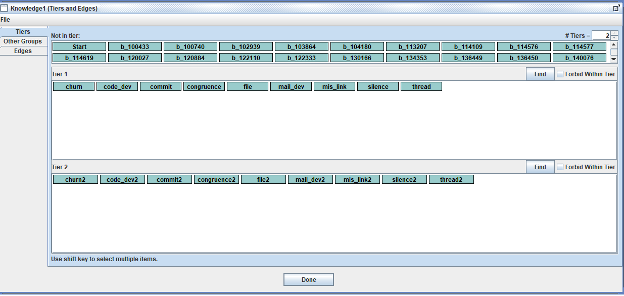 Knowledge1 (Tiers and Edges)
File
Tiers
Other Groups
Edges
Not in tier: # Tiers = 2
Start b_100433 b_100740 b_102939 b_103864 b_104180 b_113207 b_114109 b_114576 b_114577
b_114619 b_120027 b_120884 b_122110 b_122333 b_130166 b_134353 b_136449 b_136450 b_140076
Tier 1 Find Forbid Within Tier
churn code_dev commit congruence file mail_dev mis_link silence thread
Tier 2 Find Forbid Within Tier
churn2 code_dev2 commit2 congruence2 file2 mail_dev2 mis_link2 silence2 thread2
Use shift key to select multiple items.
Done